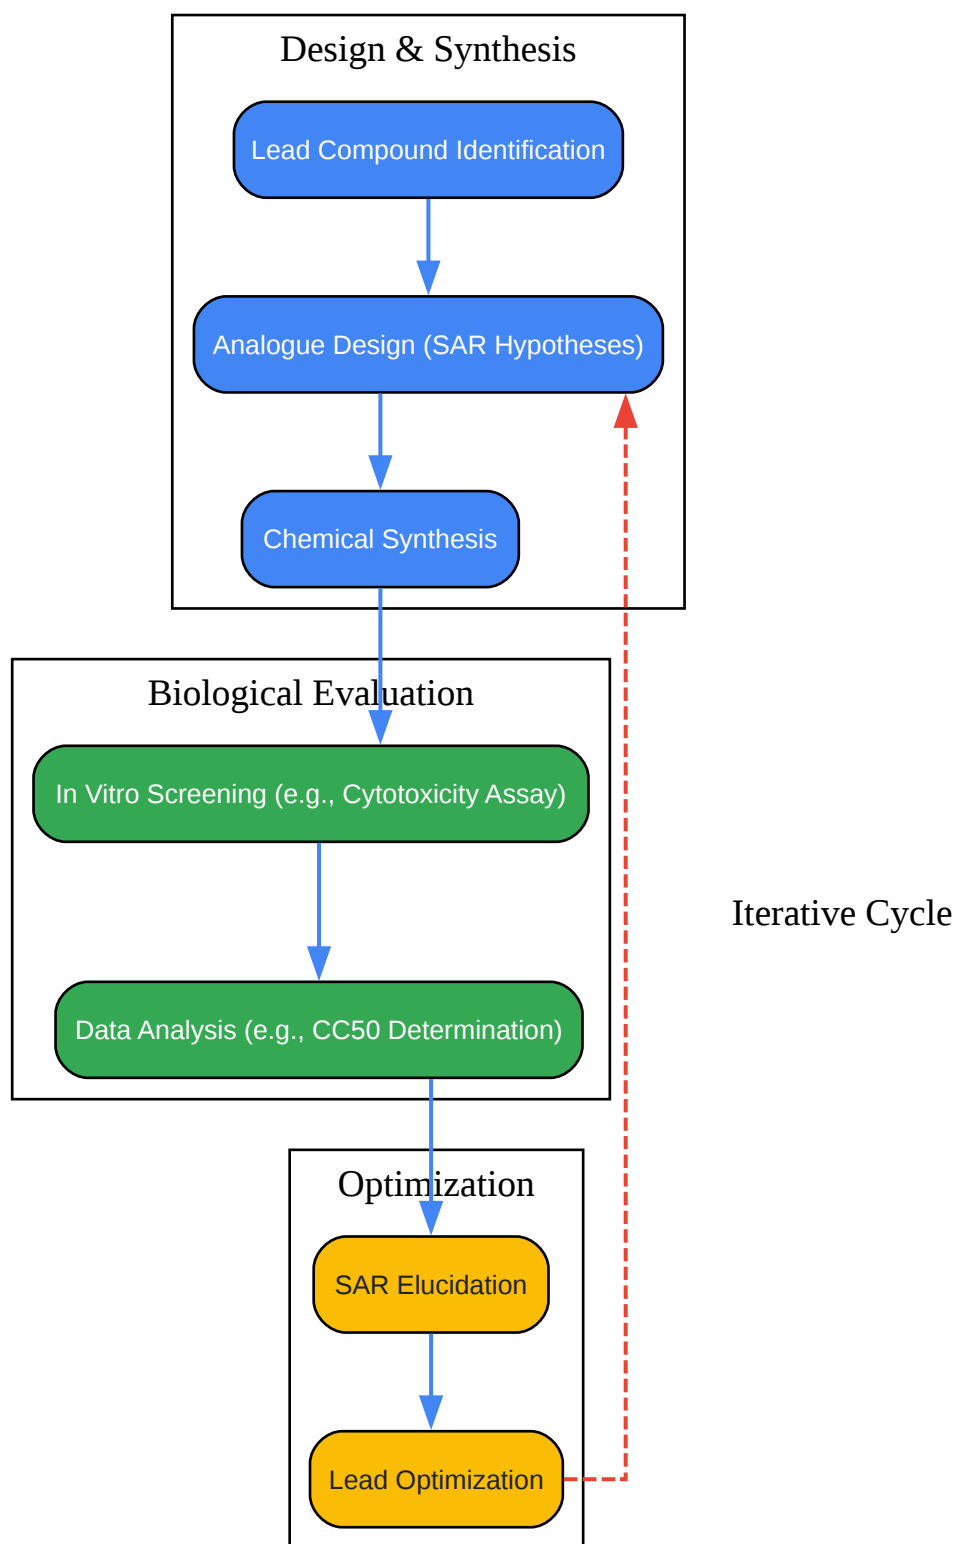 Design & Synthesis
Lead Compound Identification
Analogue Design (SAR Hypotheses)
Chemical Synthesis
Biological Evaluation
In Vitro Screening (e.g., Cytotoxicity Assay)
Iterative Cycle
Data Analysis (e.g., CC50 Determination)
Optimization
SAR Elucidation
Lead Optimization